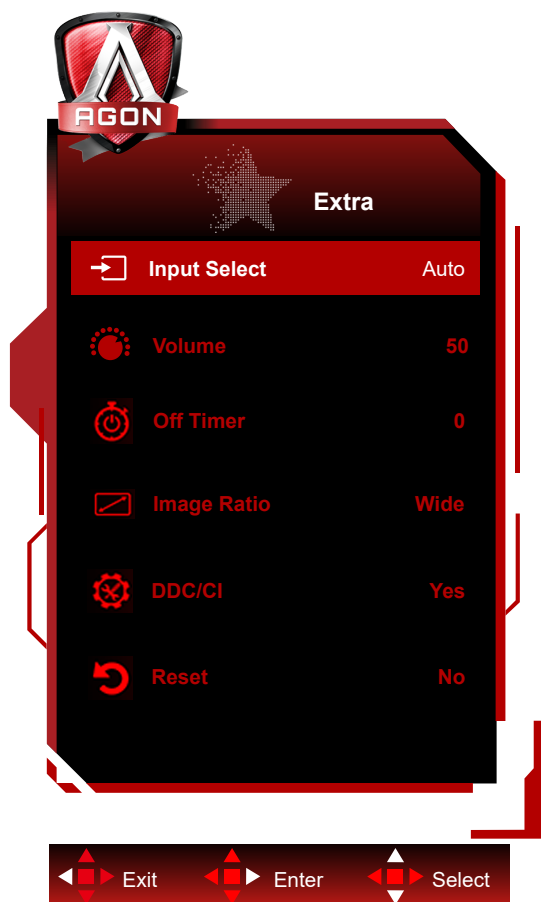 AGON
Extra
Input Select Auto
Volume 50
Off Timer 0
Image Ratio Wide
DDC/CI Yes
Reset No
Exit Enter Select